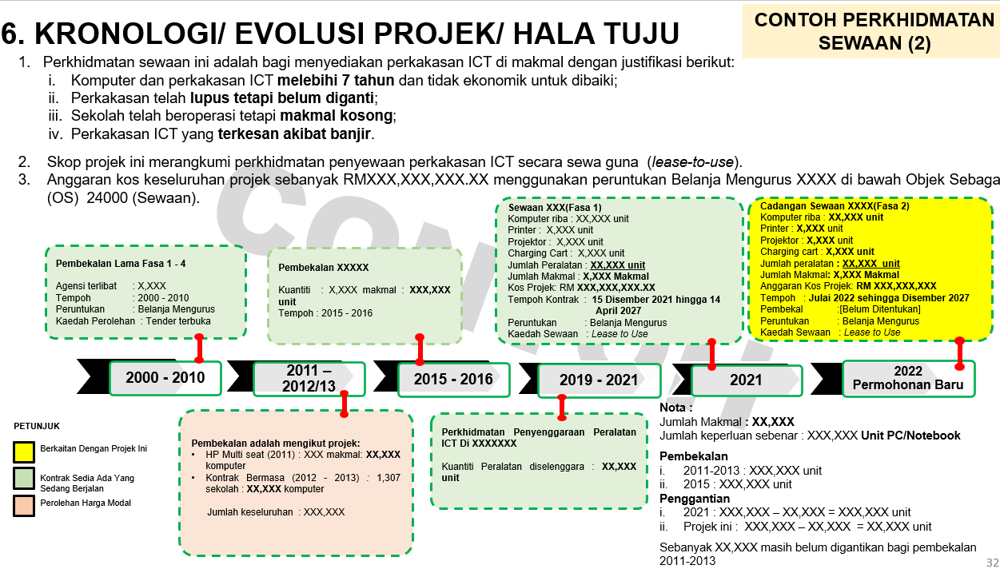 6. KRONOLOGI/ EVOLUSI PROJEK/ HALA TUJU
CONTOH PERKHIDMATAN
SEWAAN (2)
1. Perkhidmatan sewaan ini adalah bagi menyediakan perkakasan ICT di makmal dengan justifikasi berikut:
i. Komputer dan perkakasan ICT melebihi 7 tahun dan tidak ekonomik untuk dibaiki;
ii. Perkakasan telah lupus tetapi belum diganti;
iii. Sekolah telah beroperasi tetapi makmal kosong;
iv. Perkakasan ICT yang terkesan akibat banjir.
2. Skop projek ini merangkumi perkhidmatan penyewaan perkakasan ICT secara sewa guna (lease-to-use).
3. Anggaran kos keseluruhan projek sebanyak RMXXX,XXX,XXX.XX menggunakan peruntukan Belanja Mengurus XXXX di bawah Objek Sebaga
(OS) 24000 (Sewaan).
CONTOH
Pembekalan Lama Fasa 1 - 4
Agensi terlibat : X,XXX
Tempoh : 2000 - 2010
Peruntukan : Belanja Mengurus
Kaedah Perolehan : Tender terbuka
Pembekalan XXXXX
Kuantiti : X,XXX makmal : XXX,XXX
unit
Tempoh : 2015 - 2016
Sewaan XXX(Fasa 1)
Komputer riba : XX,XXX unit
Printer : X,XXX unit
Projektor : X,XXX unit
Charging Cart : X,XXX unit
Jumlah Peralatan : XX,XXX unit
Jumlah Makmal : X,XXX Makmal
Kos Projek: RM XXX,XXX,XXX.XX
Tempoh Kontrak : 15 Disember 2021 hingga 14
April 2027
Peruntukan : Belanja Mengurus
Kaedah Sewaan : Lease to Use
Cadangan Sewaan XXXX(Fasa 2)
Komputer riba : XX,XXX unit
Printer : X,XXX unit
Projektor : X,XXX unit
Charging cart : X,XXX unit
Jumlah peralatan : XX,XXX unit
Jumlah Makmal: X,XXX Makmal
Anggaran Kos Projek: RM XXX,XXX,XXX
Tempoh : Julai 2022 sehingga Disember 2027
Pembekal :[Belum Ditentukan]
Peruntukan : Belanja Mengurus
Kaedah Sewaan : Lease to Use
2000 - 2010
2011 –
2012/13
2015 - 2016
2019 - 2021
2021
2022
Permohonan Baru
PETUNJUK
Berkaitan Dengan Projek Ini
Kontrak Sedia Ada Yang
Sedang Berjalan
Perolehan Harga Modal
Pembekalan adalah mengikut projek:
• HP Multi seat (2011) : XXX makmal: XX,XXX
komputer
• Kontrak Bermasa (2012 - 2013) : 1,307
sekolah : XX,XXX komputer
Jumlah keseluruhan : XXX,XXX
Perkhidmatan Penyenggaraan Peralatan
ICT Di XXXXXXX
Kuantiti Peralatan diselenggara : XX,XXX
unit
Nota :
Jumlah Makmal : XX,XXX
Jumlah keperluan sebenar : XXX,XXX Unit PC/Notebook
Pembekalan
i. 2011-2013 : XXX,XXX unit
ii. 2015 : XXX,XXX unit
Penggantian
i. 2021 : XXX,XXX – XX,XXX = XXX,XXX unit
ii. Projek ini : XXX,XXX – XX,XXX = XX,XXX unit
Sebanyak XX,XXX masih belum digantikan bagi pembekalan
2011-2013
32